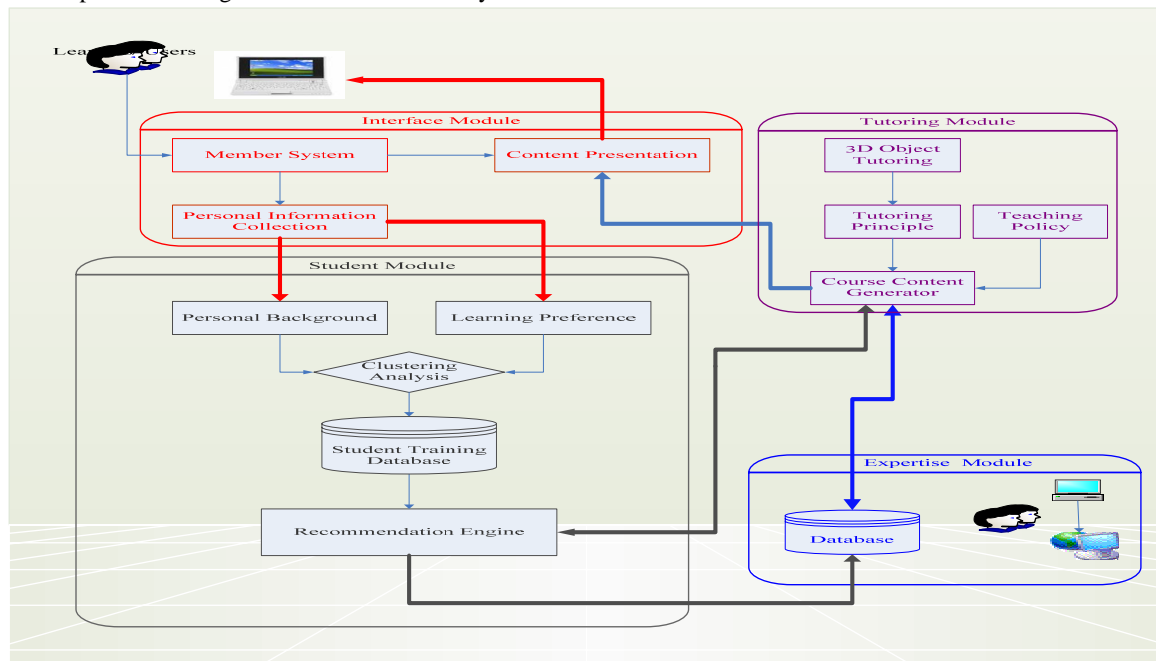 Users
Interface Module
Tutoring Module
Member System
Content Presentation
3D Object
Tutoring
Personal Information
Collection
Tutoring
Principle
Teaching
Policy
Student Module
Course Content
Generator
Personal Background
Learning Preference
Clustering
Analysis
Student Training
Database
Expertise Module
Recommendation Engine
Database